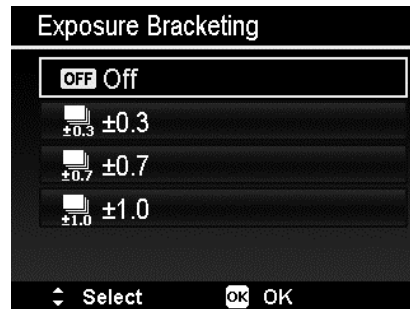 Exposure Bracketing
OFF Off
±0.3 ±0.3
±0.7 ±0.7
±1.0 ±1.0
Select OK OK